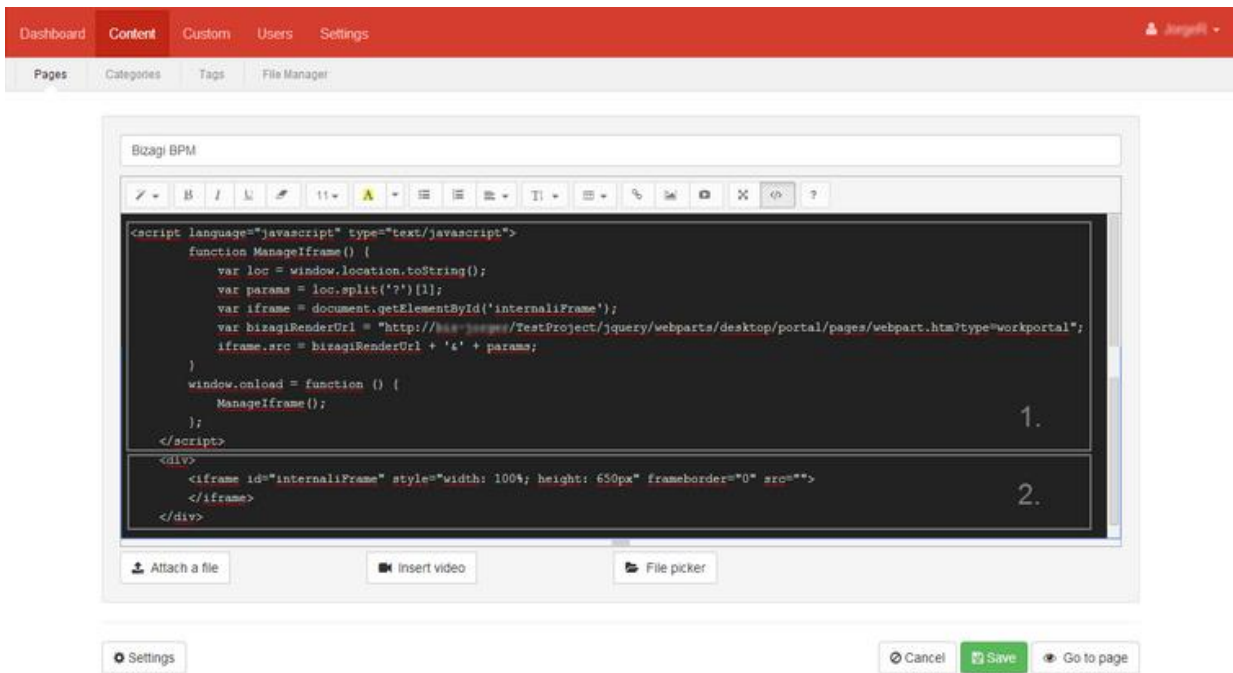 Dashboard Content Custom Users Settings
Pages Categories Tags File Manager
Bizagi BPM
B I U 11 A T ?
<script language="javascript" type="text/javascript">
function ManageIframe() {
var loc = window.location.toString();
var params = loc.split('?')[1];
var iframe = document.getElementById('internaliFrame');
var bizagiRenderUrl = "http:///TestProject/jquery/webparts/desktop/portal/pages/webpart.htm?type=workportal";
iframe.src = bizagiRenderUrl + '&' + params;
}
window.onload = function () {
ManageIframe();
};
</script>
1.
<div>
<iframe id="internaliFrame" style="width: 100%; height: 650px" frameborder="0" src="">
</iframe>
</div>
2.
Attach a file Insert video File picker
Settings Cancel Save Go to page